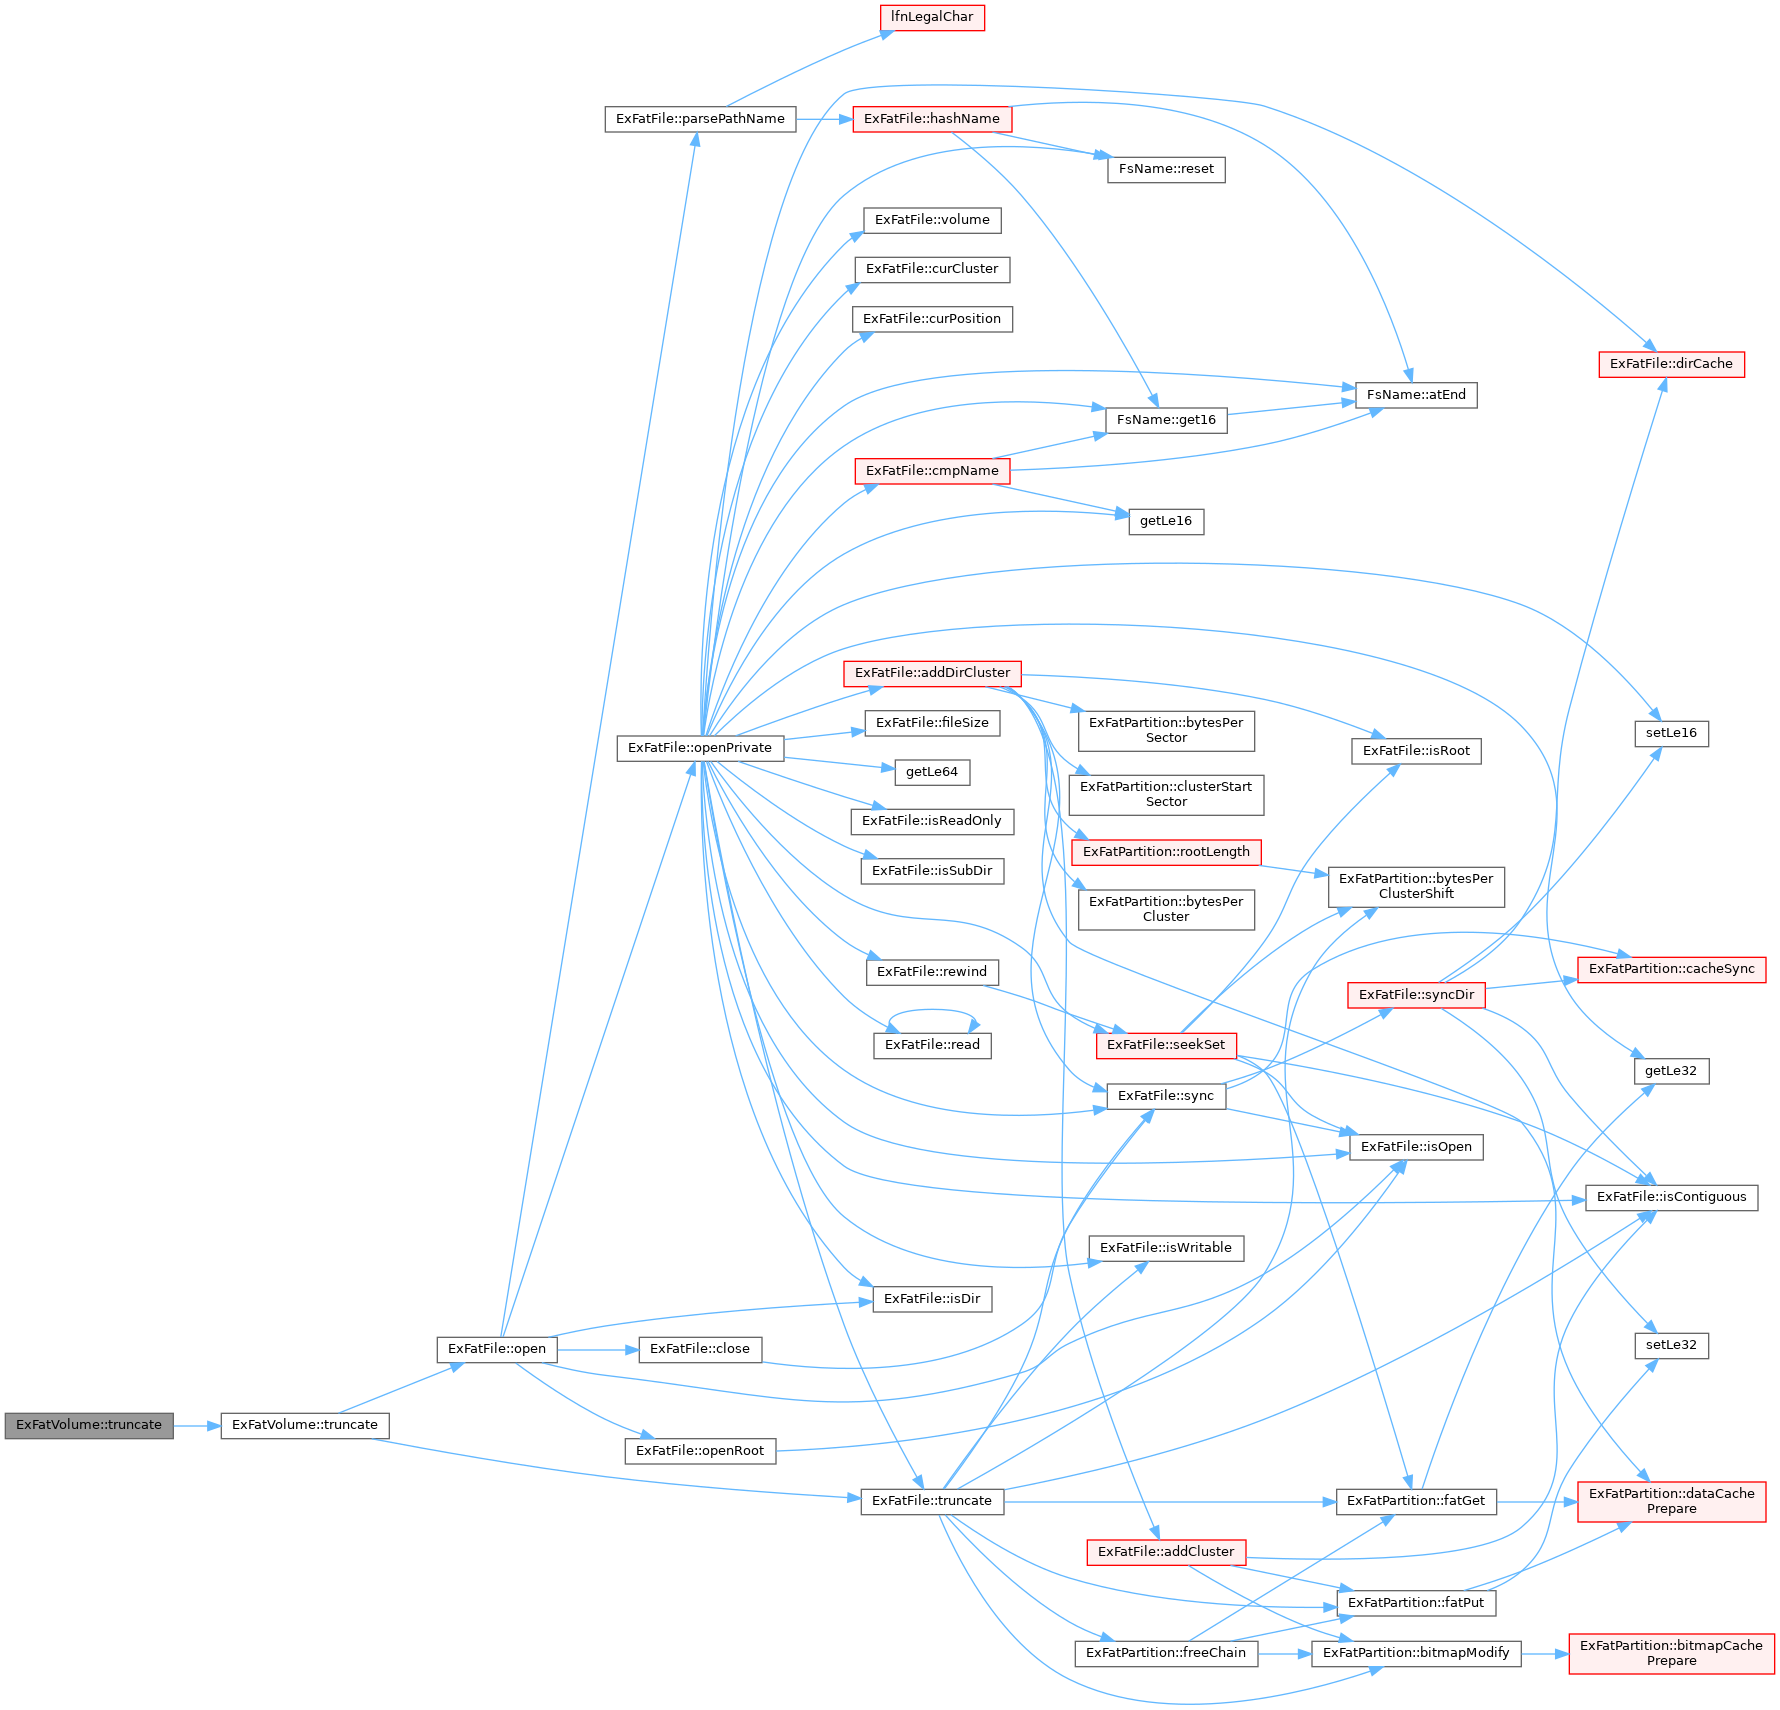 lfnLegalChar
ExFatFile::parsePathName
ExFatFile::hashName
FsName::reset
ExFatFile::volume
ExFatFile::curCluster
ExFatFile::curPosition
ExFatFile::dirCache
FsName::atEnd
FsName::get16
ExFatFile::cmpName
getLe16
ExFatFile::addDirCluster
ExFatFile::fileSize
ExFatPartition::bytesPer
Sector
setLe16
ExFatFile::openPrivate
ExFatFile::isRoot
getLe64
ExFatPartition::clusterStart
Sector
ExFatFile::isReadOnly
ExFatPartition::rootLength
ExFatFile::isSubDir
ExFatPartition::bytesPer
ClusterShift
ExFatPartition::bytesPer
Cluster
ExFatFile::rewind
ExFatPartition::cacheSync
ExFatFile::syncDir
ExFatFile::read
ExFatFile::seekSet
getLe32
ExFatFile::sync
ExFatFile::isOpen
ExFatFile::isContiguous
ExFatFile::isWritable
ExFatFile::isDir
ExFatFile::open
ExFatFile::close
setLe32
ExFatVolume::truncate
ExFatVolume::truncate
ExFatFile::openRoot
ExFatFile::truncate
ExFatPartition::fatGet
ExFatPartition::dataCache
Prepare
ExFatFile::addCluster
ExFatPartition::fatPut
ExFatPartition::freeChain
ExFatPartition::bitmapModify
ExFatPartition::bitmapCache
Prepare